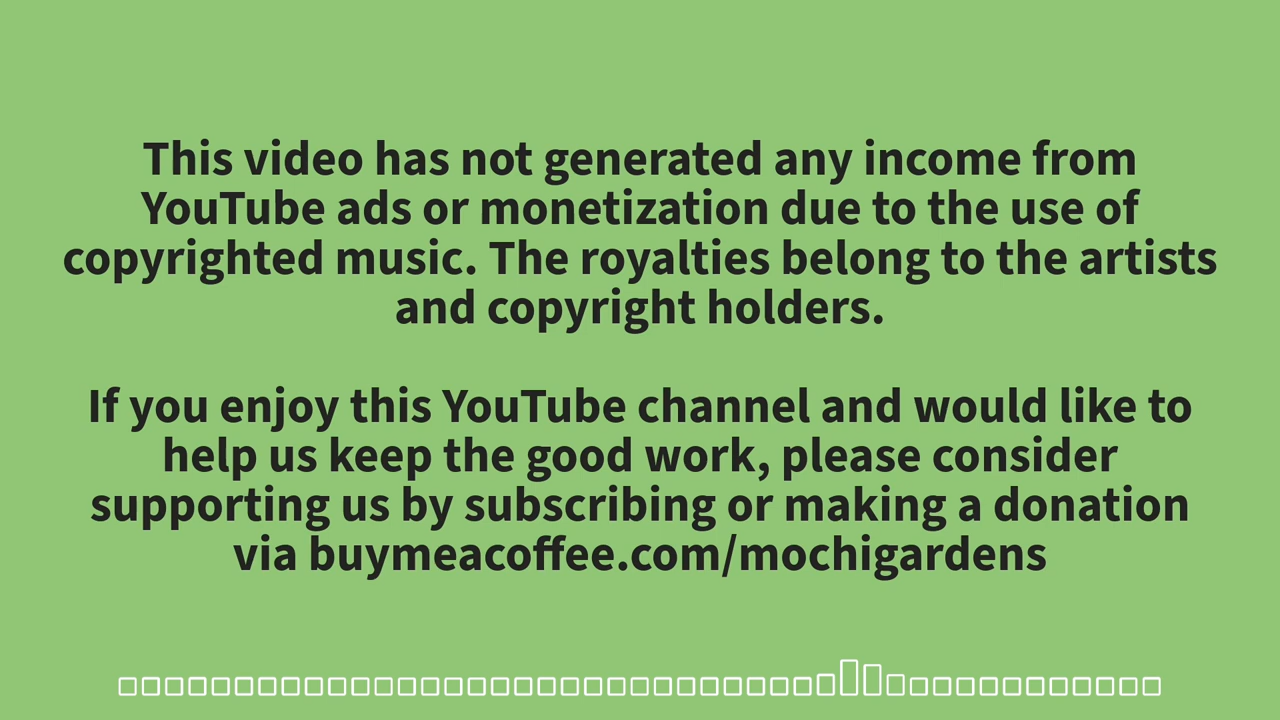 This video has not generated any income from
YouTube ads or monetization due to the use of
copyrighted music. The royalties belong to the artists
and copyright holders.
If you enjoy this YouTube channel and would like to
help us keep the good work, please consider
supporting us by subscribing or making a donation
via buymeacoffee.com/mochigardens